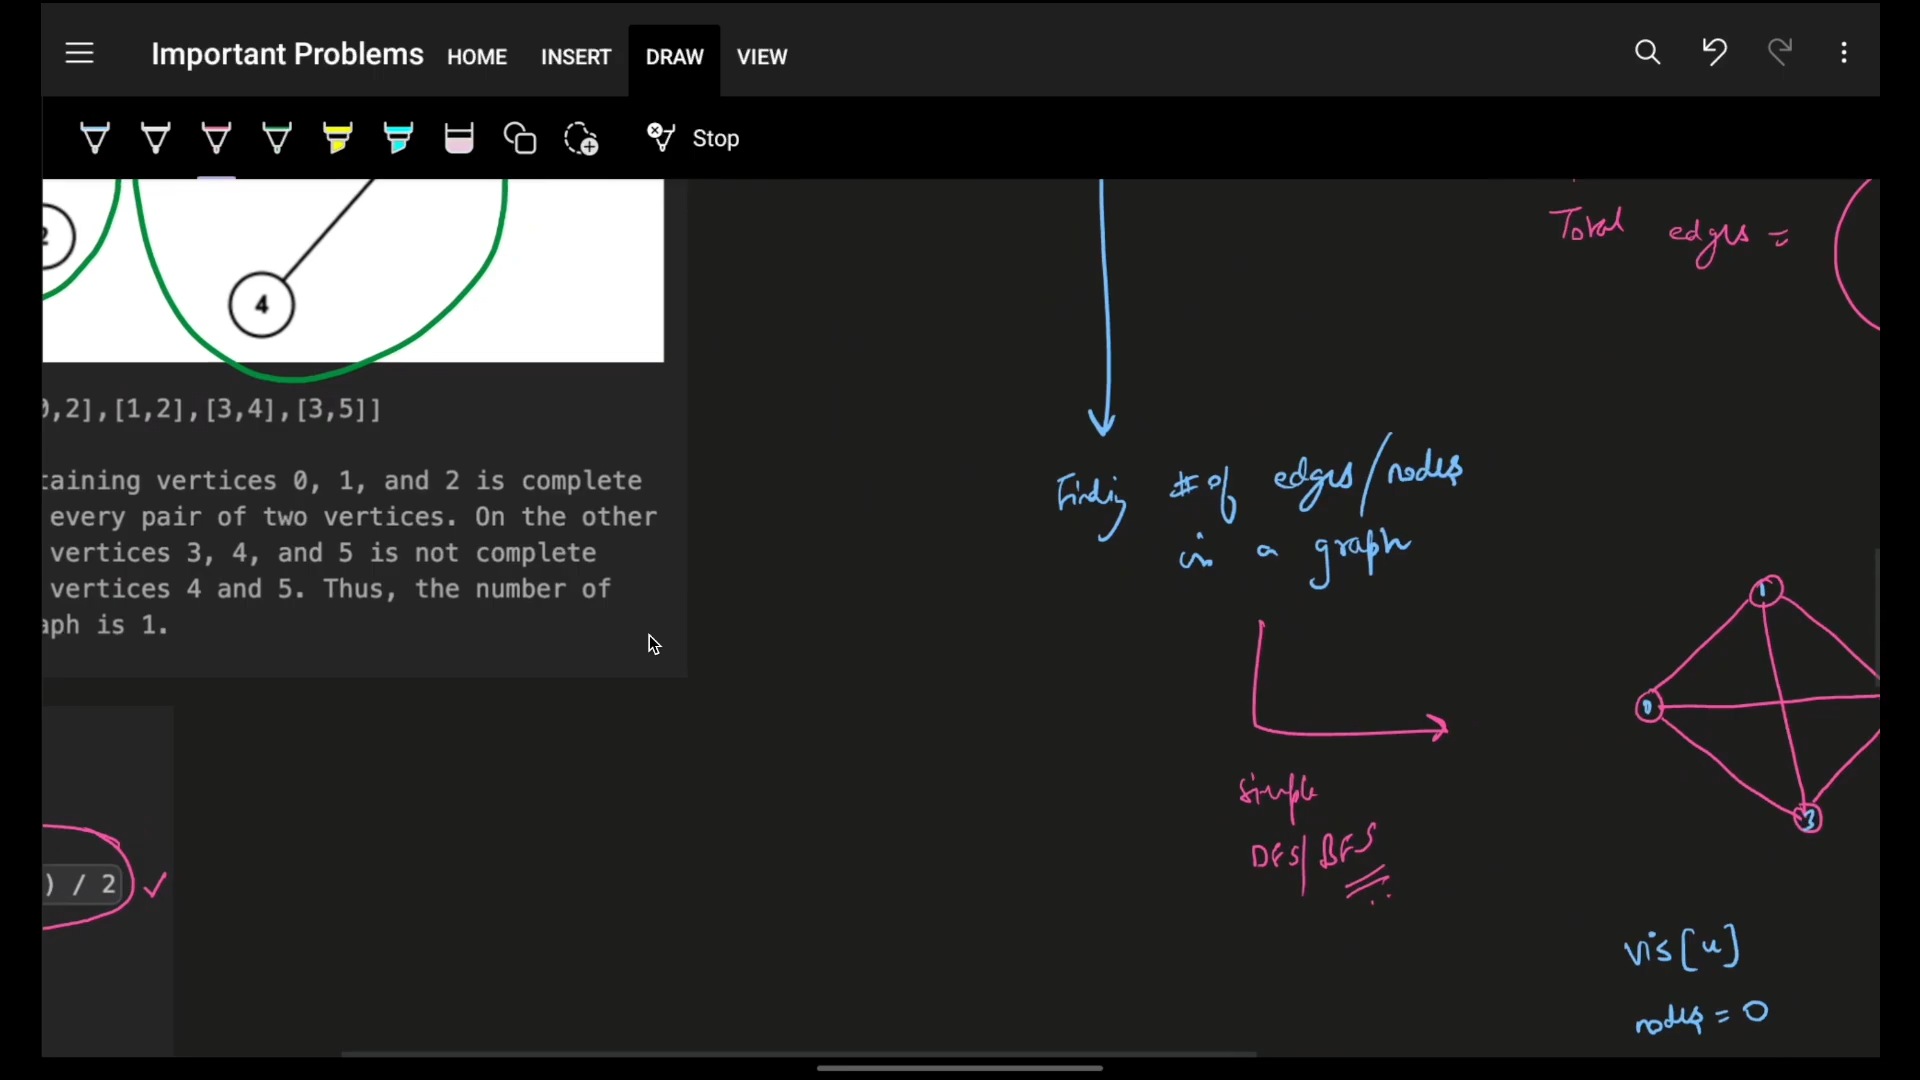 Important Problems HOME INSERT DRAW VIEW
Stop
2
4
,2],[1,2],[3,4],[3,5]]
taining vertices 0, 1, and 2 is complete
every pair of two vertices. On the other
vertices 3, 4, and 5 is not complete
vertices 4 and 5. Thus, the number of
aph is 1.
) / 2
Total edges =
Finding # of edges/nodes
in a graph
Simple
DFS/BFS
1
0
3
vis[u]
nodes = 0